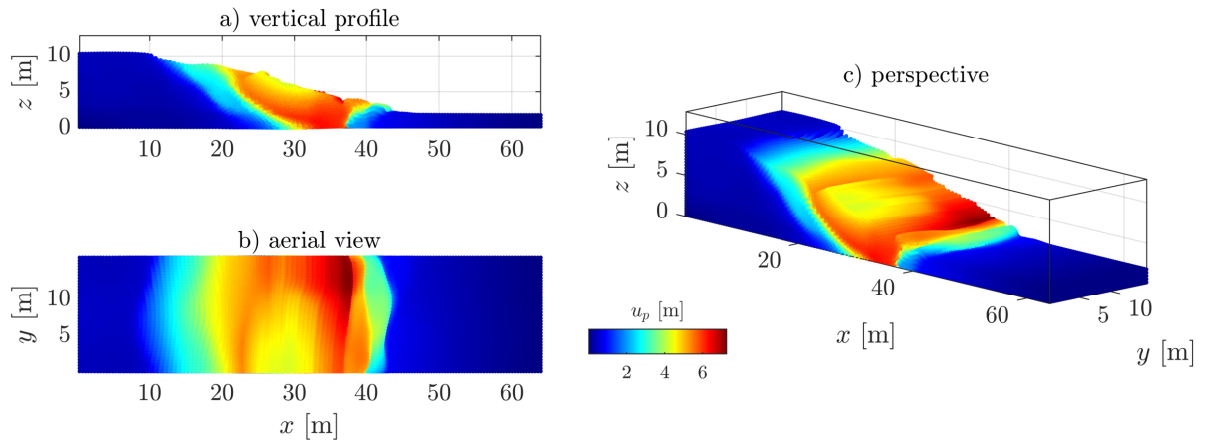 a) vertical profile
z [m]
10
5
0
10 20 30 40 50 60
b) aerial view
y [m]
10
5
10 20 30 40 50 60
x [m]
c) perspective
z [m]
10
5
0
20
40
60
x [m]
5 10
y [m]
u_p [m]
2 4 6